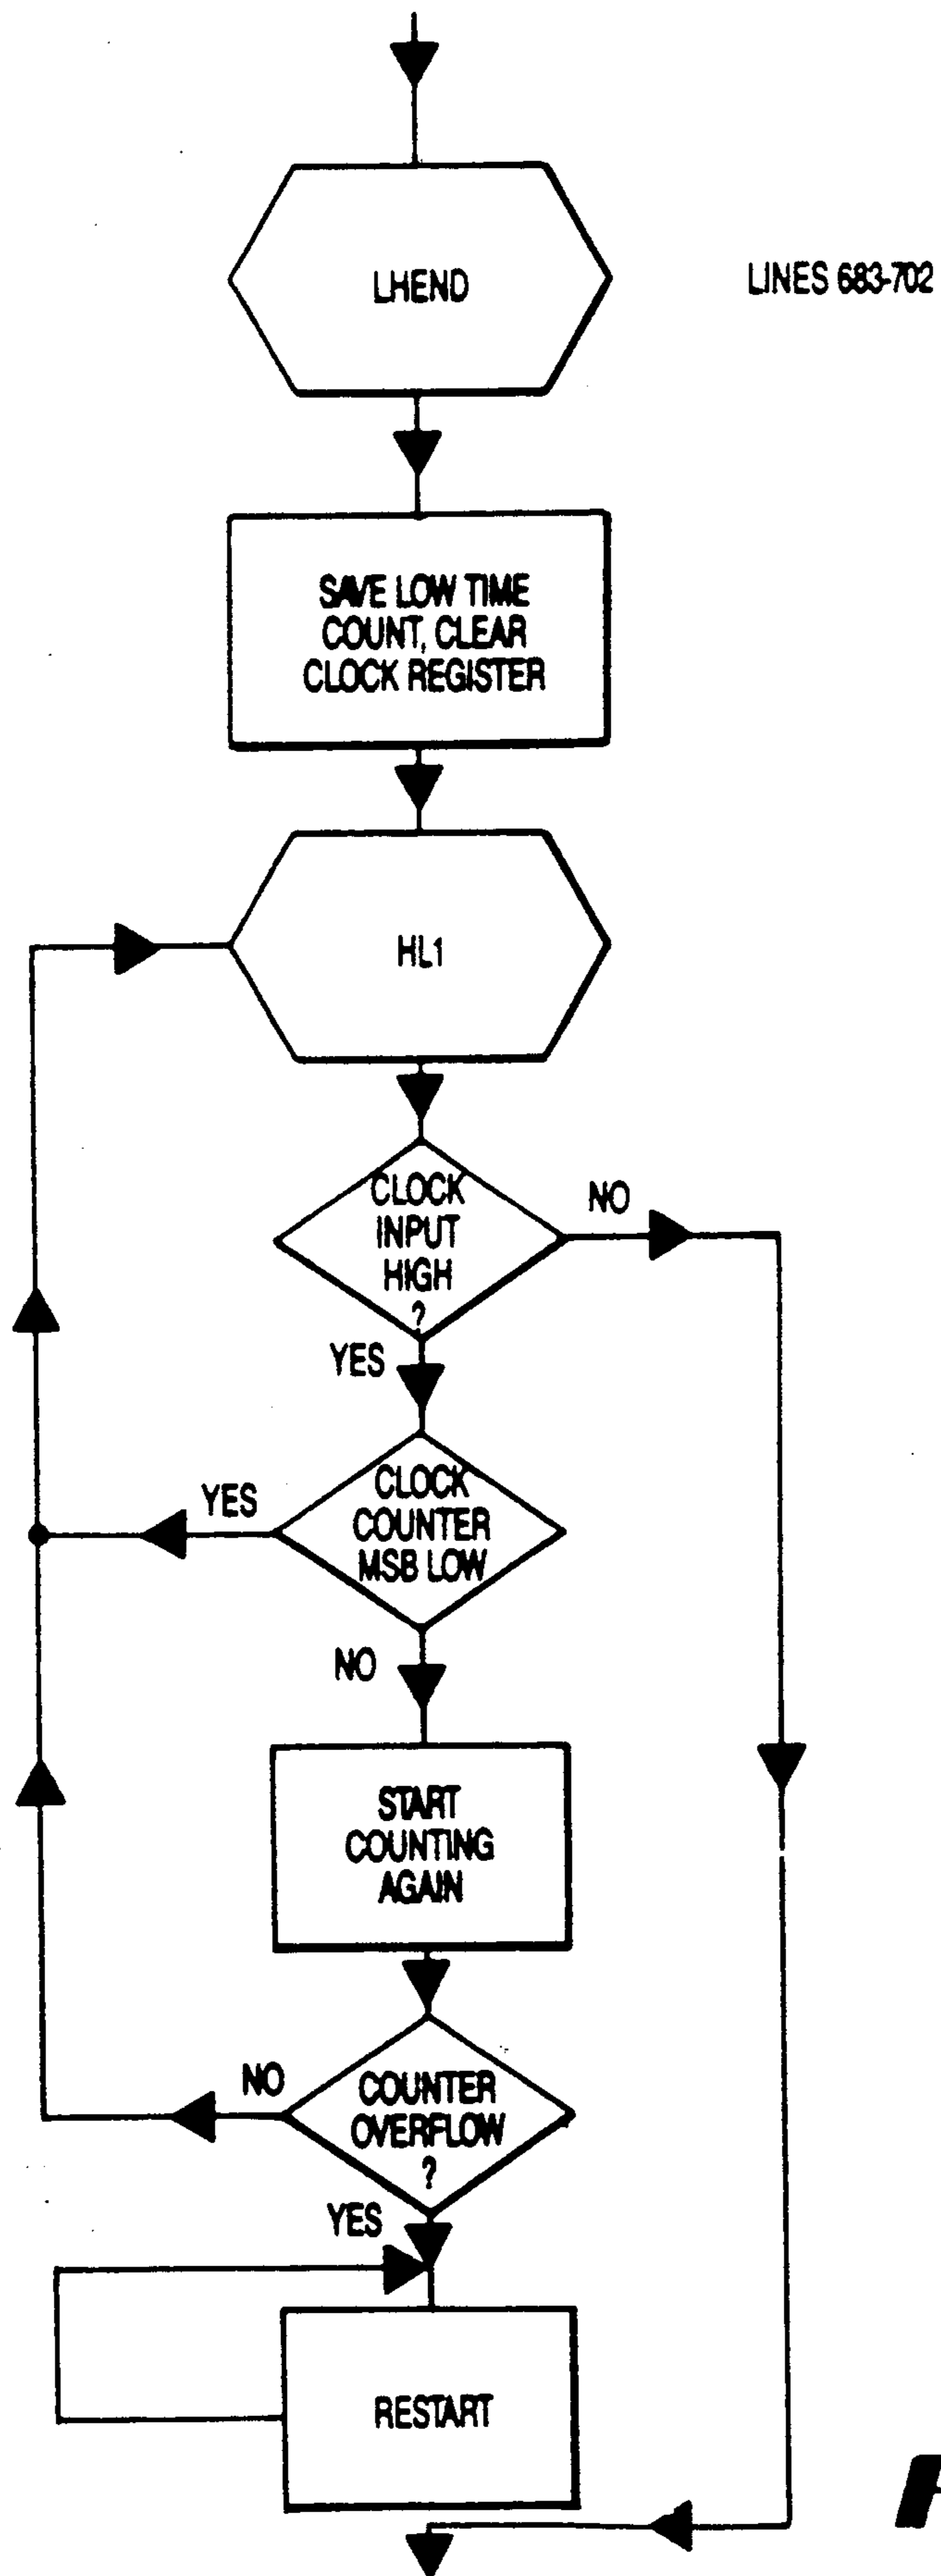 LHEND
LINES 683-702
SAVE LOW TIME
COUNT, CLEAR
CLOCK REGISTER
HL1
CLOCK
INPUT
HIGH
?
NO
YES
CLOCK
COUNTER
MSB LOW
YES
NO
START
COUNTING
AGAIN
COUNTER
OVERFLOW
?
NO
YES
RESTART